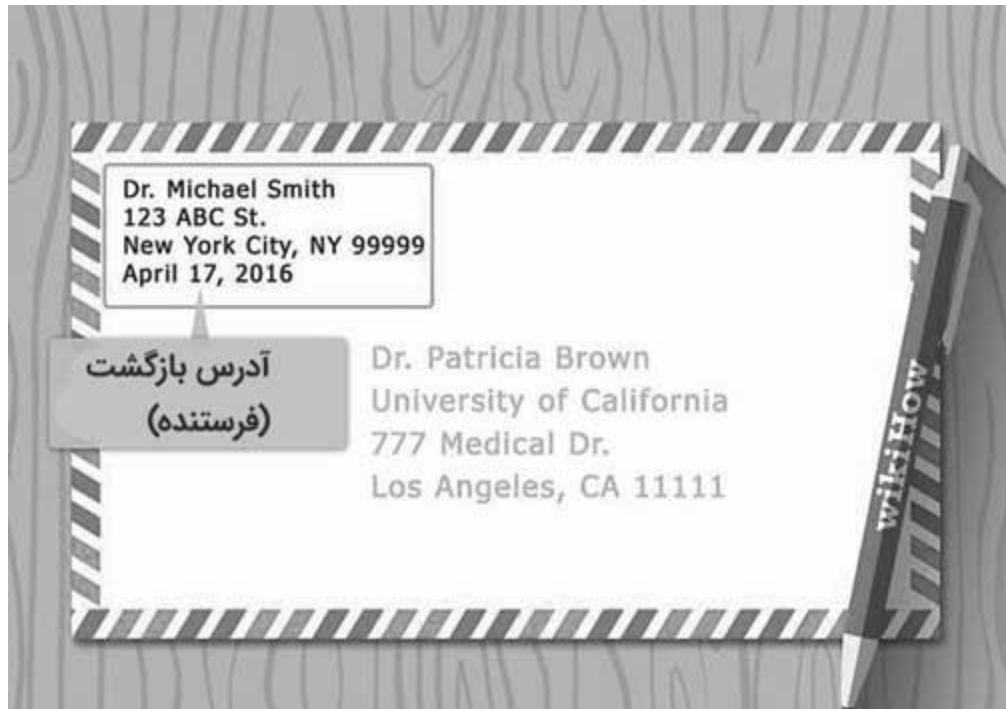 Dr. Michael Smith
123 ABC St.
New York City, NY 99999
April 17, 2016
آدرس بازگشت
(فرستنده)
Dr. Patricia Brown
University of California
777 Medical Dr.
Los Angeles, CA 11111
wikiHow